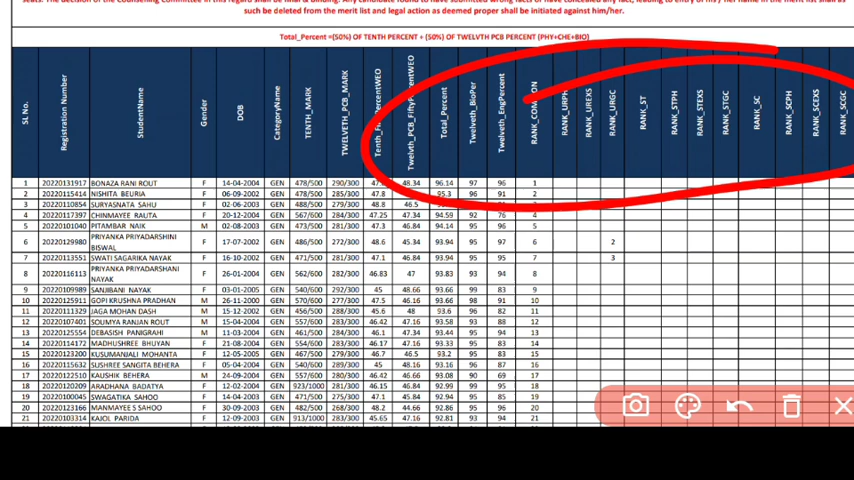 seats. The decision of the Counselling Committee in this regard shall be final & binding. Any candidate found to have submitted wrong facts or have concealed any fact, leading to entry of his / her name in the merit list shall
such be deleted from the merit list and legal action as deemed proper shall be initiated against him/her.
Total_Percent =(50%) OF TENTH PERCENT + (50%) OF TWELVTH PCB PERCENT (PHY+CHE+BIO)
SL No. Registration Number StudentName Gender DOB CategoryName TENTH_MARK TWELVETH_PCB_MARK Twelth_PCB_FiftyPercentWEO Total_Percent Twelveth_BioPer Twelveth_EngPercent RANK_COMMON RANK_URPH RANK_UREXS RANK_URGC RANK_ST RANK_STPH RANK_STEXS RANK_STGC RANK_SC RANK_SCPH RANK_SCEXS RANK_SCGC
1 20220131917 BONAZA RANI ROUT F 14-04-2004 GEN 478/500 290/300 48.34 96.14 97 96 1
2 20220115414 NISHITA BEURIA F 06-09-2002 GEN 478/500 285/300 47.8 95.3 96 91 2
3 20220110854 SURYASNATA SAHU F 02-06-2003 GEN 488/500 279/300 48.8 46.5
4 20220117397 CHINMAYEE RAUTA F 20-12-2004 GEN 567/600 284/300 47.25 47.34 94.59 92 76 4
5 20220101040 PITAMBAR NAIK M 02-08-2003 GEN 473/500 281/300 47.3 46.84 94.14 95 96 5
6 20220129980 PRIYANKA PRIYADARSHINI BISWAL F 17-07-2002 GEN 486/500 272/300 48.6 45.34 93.94 95 97 6 2
7 20220113551 SWATI SAGARIKA NAYAK F 16-10-2002 GEN 471/500 281/300 47.1 46.84 93.94 95 95 7 3
8 20220116113 PRIYANKA PRIYADARSHANI NAYAK F 26-01-2004 GEN 562/600 282/300 46.83 47 93.83 93 94 8
9 20220109989 SANJIBANI NAYAK F 03-01-2005 GEN 540/600 292/300 45 48.66 93.66 99 83 9
10 20220125911 GOPI KRUSHNA PRADHAN M 26-11-2000 GEN 570/600 277/300 47.5 46.16 93.66 98 91 10
11 20220111329 JAGA MOHAN DASH M 15-12-2002 GEN 456/500 288/300 45.6 48 93.6 96 82 11
12 20220107401 SOUMYA RANJAN ROUT M 15-04-2004 GEN 557/600 283/300 46.42 47.16 93.58 93 88 12
13 20220125554 DEBASISH PANIGRAHI M 11-03-2004 GEN 461/500 284/300 46.1 47.34 93.44 95 94 13
14 20220114172 MADHUSHREE BHUYAN F 21-08-2004 GEN 554/600 283/300 46.17 47.16 93.33 95 83 14
15 20220123200 KUSUMANJALI MOHANTA F 12-05-2005 GEN 467/500 279/300 46.7 46.5 93.2 83 83 15
16 20220115632 SUSHREE SANGITA BEHERA F 05-04-2004 GEN 540/600 289/300 45 48.16 93.16 96 87 16
17 20220122510 KAUSHIK BEHERA M 24-09-2004 GEN 557/600 280/300 46.42 46.66 93.08 90 69 17
18 20220120209 ARADHANA BADATYA F 12-02-2004 GEN 923/1000 281/300 46.15 46.84 92.99 99 95 18
19 20220100045 SWAGATIKA SAHOO F 14-04-2003 GEN 471/500 275/300 47.1 45.84 92.94 95 85 19
20 20220123166 MANMAYEE S SAHOO F 30-09-2003 GEN 482/500 268/300 48.2 44.66 92.86 95 96 20
21 20220103314 KAJOL PARIDA F 12-09-2003 GEN 913/1000 283/300 45.65 47.16 92.81 93 94 21